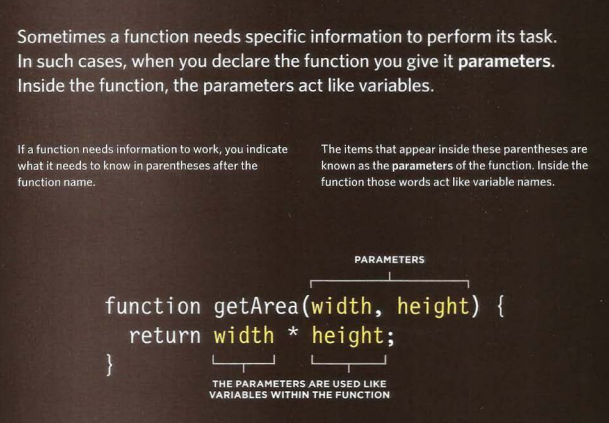 Sometimes a function needs specific information to perform its task.
In such cases, when you declare the function you give it parameters.
Inside the function, the parameters act like variables.
If a function needs information to work, you indicate
what it needs to know in parentheses after the
function name.
The items that appear inside these parentheses are
known as the parameters of the function. Inside the
function those words act like variable names.
PARAMETERS
function getArea(width, height) {
return width * height;
}
THE PARAMETERS ARE USED LIKE
VARIABLES WITHIN THE FUNCTION